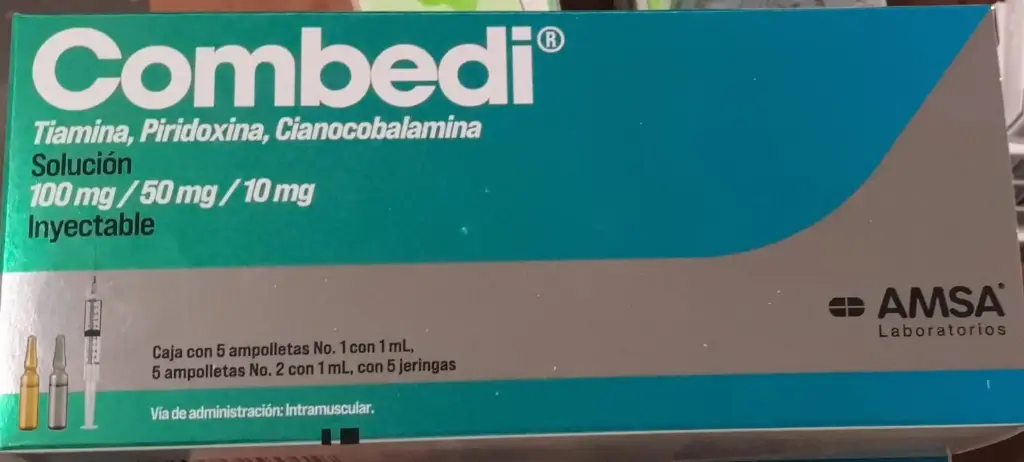 Combedi®
Tiamina, Piridoxina, Cianocobalamina
Solución
100 mg / 50 mg / 10 mg
Inyectable
AMSA®
Laboratorios
Caja con 5 ampolletas No. 1 con 1 mL,
5 ampolletas No. 2 con 1 mL, con 5 jeringas
Vía de administración: Intramuscular.